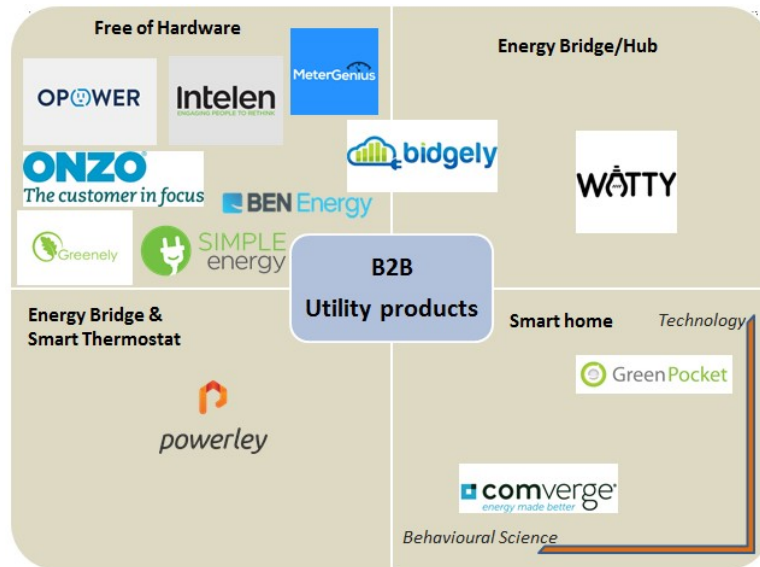 Free of Hardware
Energy Bridge/Hub
OPOWER
Intelen
ENGAGING PEOPLE TO RETHINK
MeterGenius
bidgely
WATTY
ONZO
The customer in focus
BEN Energy
Greenely
SIMPLE
energy
B2B
Utility products
Energy Bridge &
Smart Thermostat
powerley
Smart home
Technology
GreenPocket
comverge
energy made better
Behavioural Science